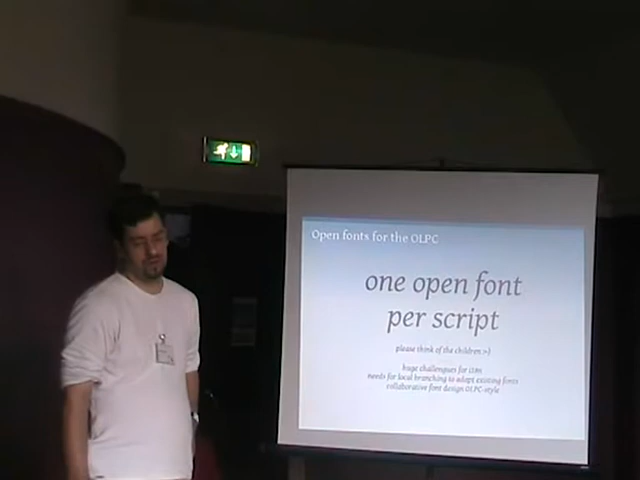 Open fonts for the OLPC
one open font
per script
please think of the children :-)
huge challenges for i18n
needs for local branching to adapt existing fonts
collaborative font design OLPC-style